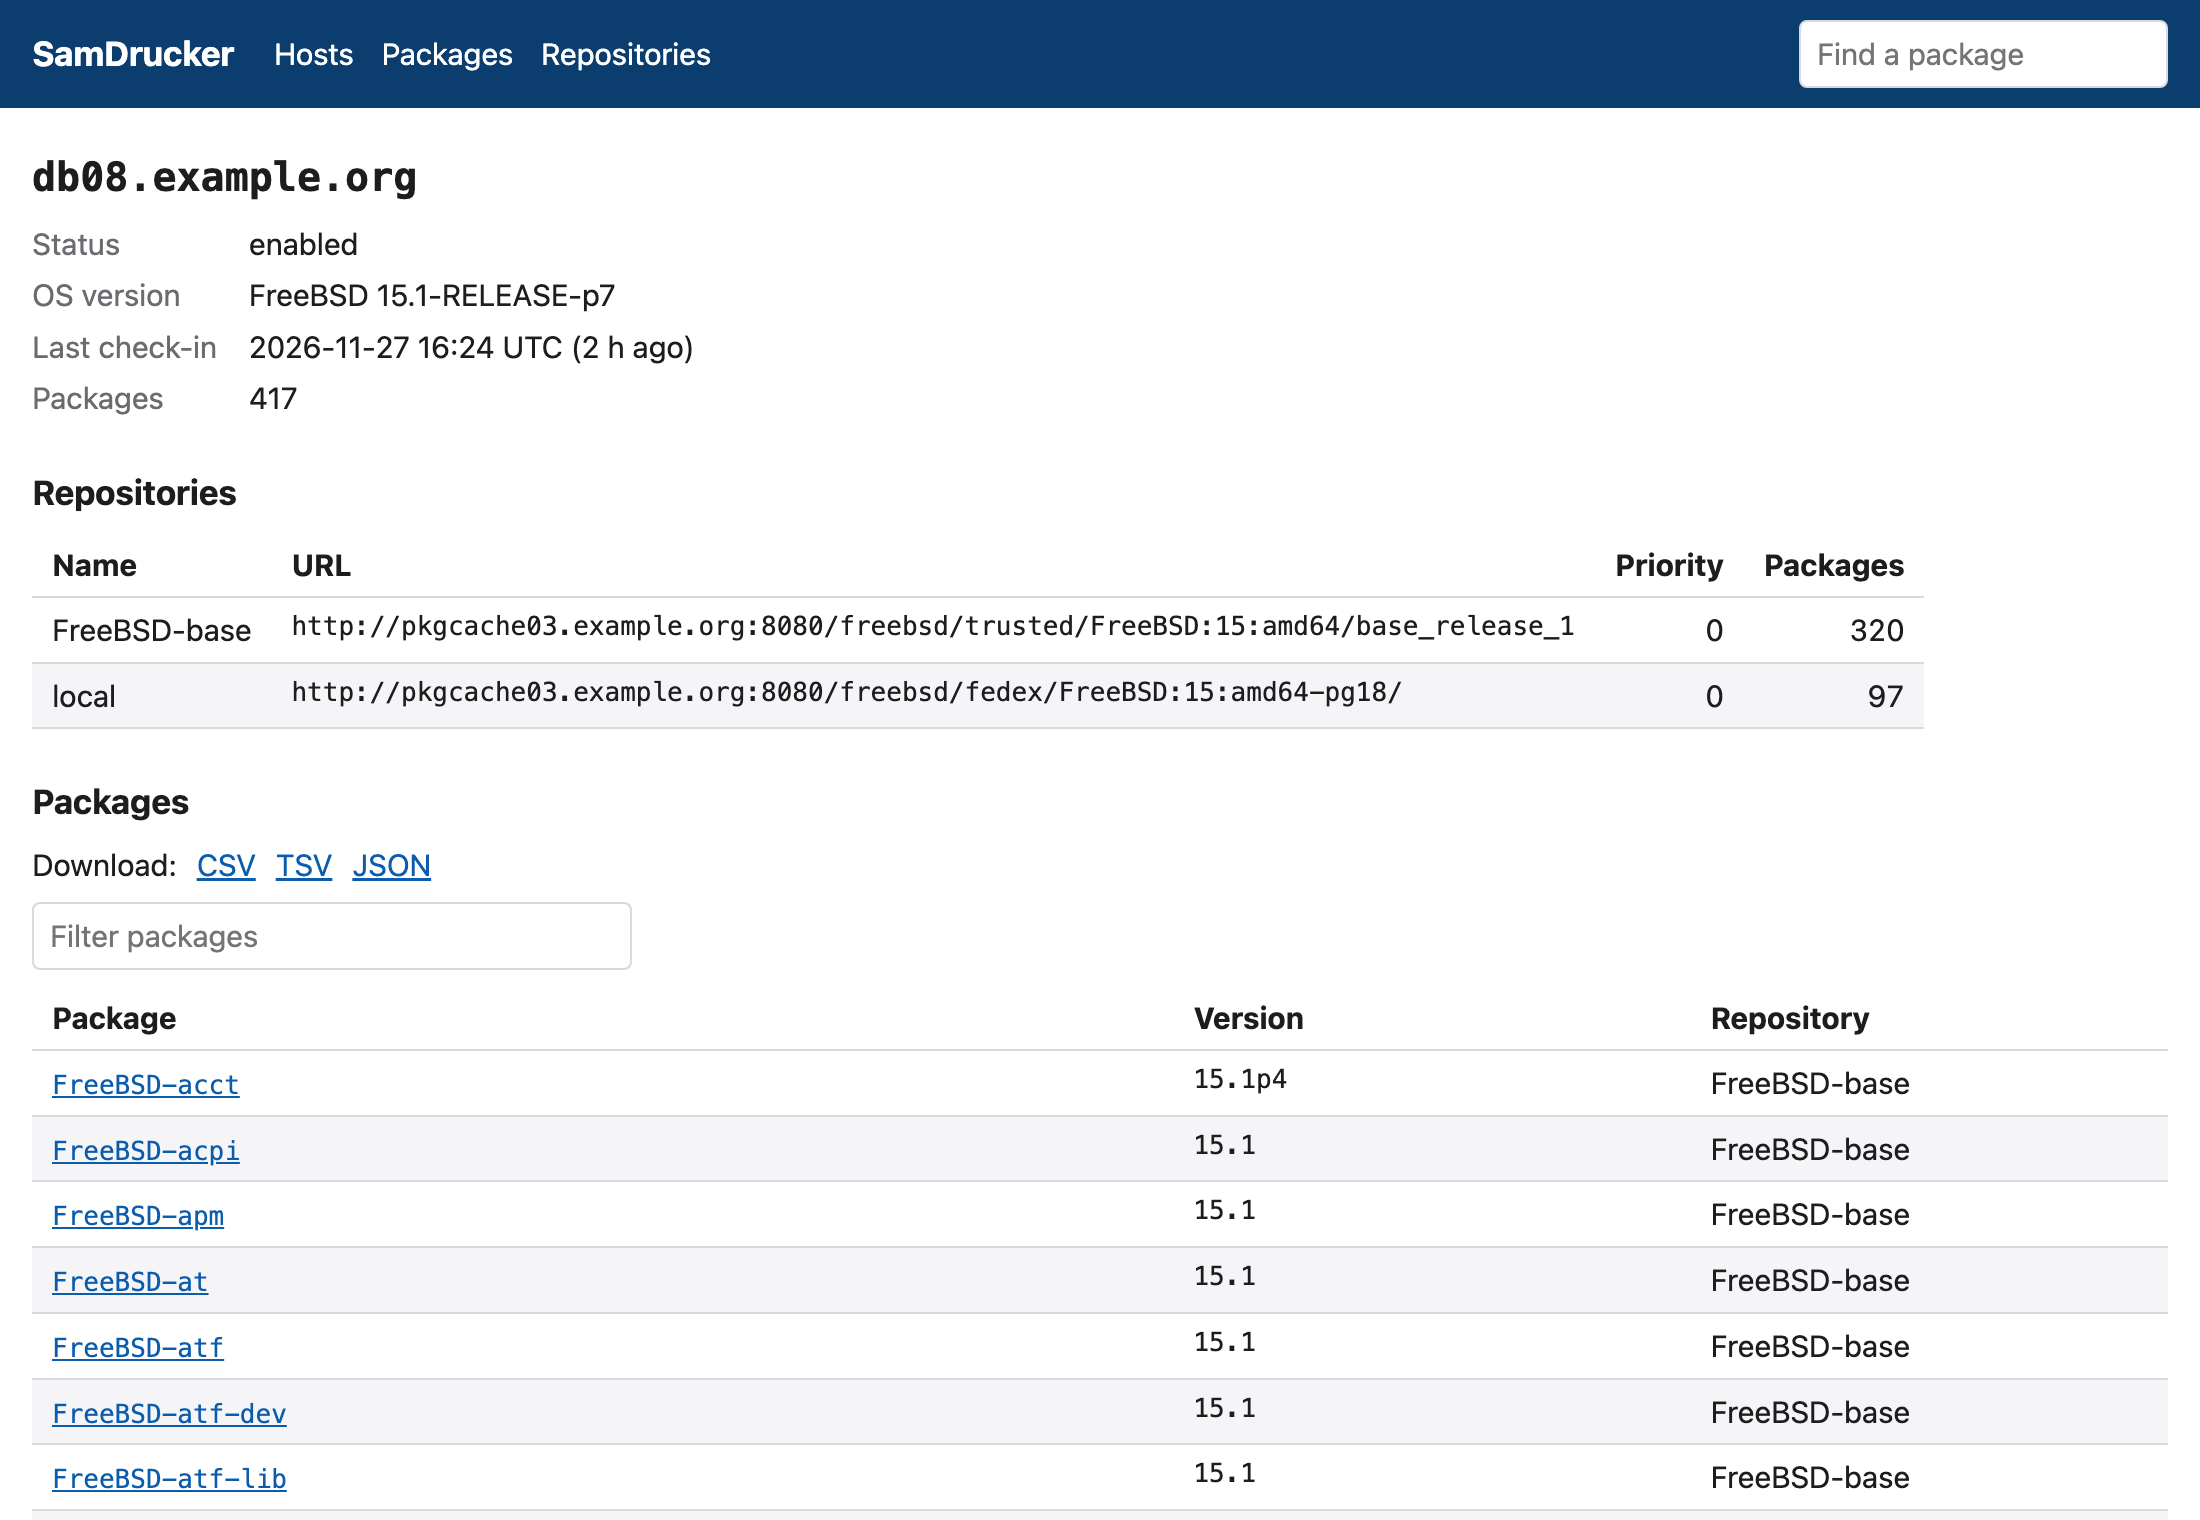 SamDrucker Hosts Packages Repositories Find a package
db08.example.org
Status enabled
OS version FreeBSD 15.1-RELEASE-p7
Last check-in 2026-11-27 16:24 UTC (2 h ago)
Packages 417
Repositories
Name URL Priority Packages
FreeBSD-base http://pkgcache03.example.org:8080/freebsd/trusted/FreeBSD:15:amd64/base_release_1 0 320
local http://pkgcache03.example.org:8080/freebsd/fedex/FreeBSD:15:amd64-pg18/ 0 97
Packages
Download: CSV TSV JSON
Filter packages
Package Version Repository
FreeBSD-acct 15.1p4 FreeBSD-base
FreeBSD-acpi 15.1 FreeBSD-base
FreeBSD-apm 15.1 FreeBSD-base
FreeBSD-at 15.1 FreeBSD-base
FreeBSD-atf 15.1 FreeBSD-base
FreeBSD-atf-dev 15.1 FreeBSD-base
FreeBSD-atf-lib 15.1 FreeBSD-base